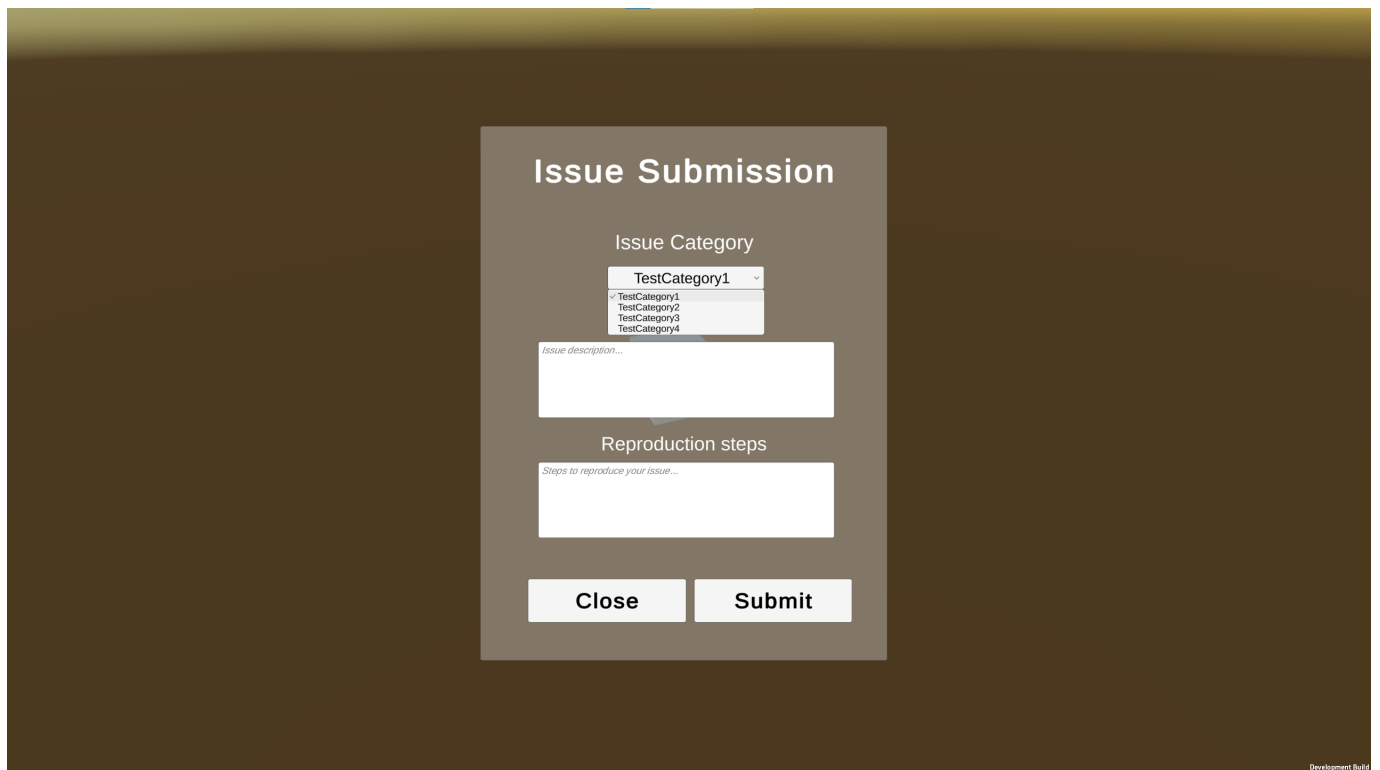 Issue Submission
Issue Category
TestCategory1
TestCategory1
TestCategory2
TestCategory3
TestCategory4
Issue description...
Reproduction steps
Steps to reproduce your issue...
Close Submit
Development Build